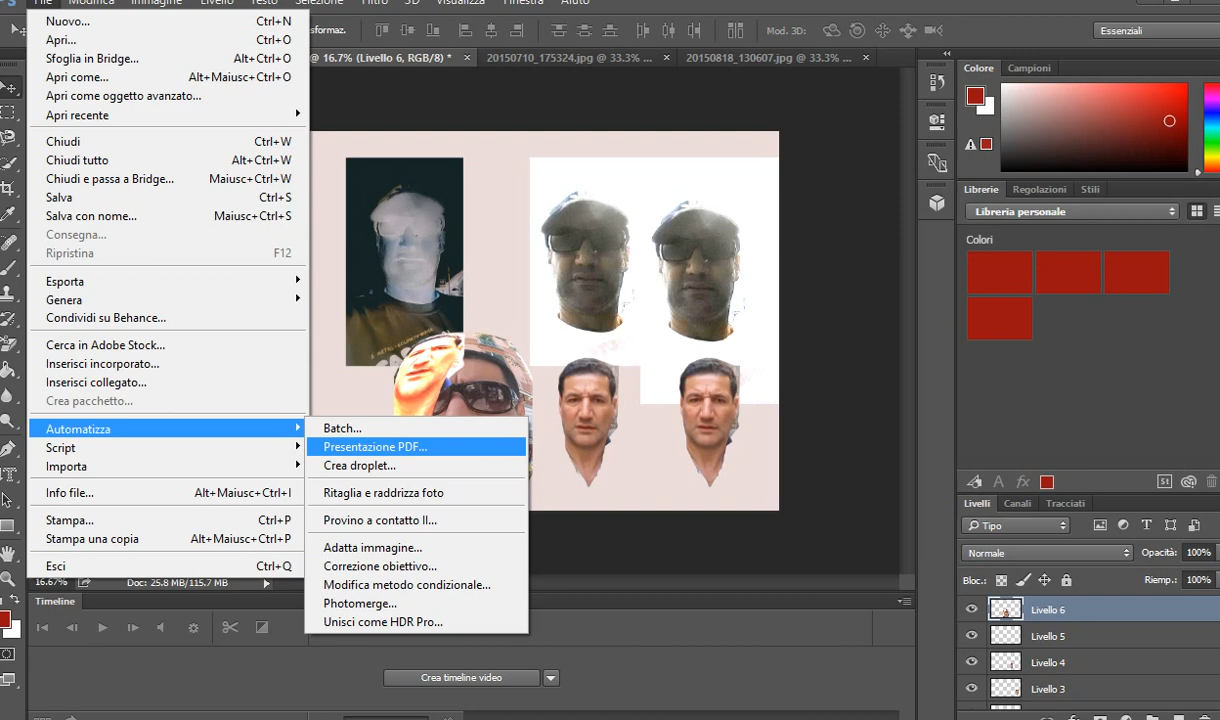 File Modifica Immagine Livello Testo Selezione Filtro 3D Visualizza Finestra Aiuto
Nuovo... Ctrl+N
Apri... Ctrl+O
Sfoglia in Bridge... Alt+Ctrl+O
Apri come... Alt+Maiusc+Ctrl+O
Apri come oggetto avanzato...
Apri recente
Chiudi Ctrl+W
Chiudi tutto Alt+Ctrl+W
Chiudi e passa a Bridge... Maiusc+Ctrl+W
Salva Ctrl+S
Salva con nome... Maiusc+Ctrl+S
Consegna...
Ripristina F12
Esporta
Genera
Condividi su Behance...
Cerca in Adobe Stock...
Inserisci incorporato...
Inserisci collegato...
Crea pacchetto...
Automatizza
Script
Importa
Info file... Alt+Maiusc+Ctrl+I
Stampa... Ctrl+P
Stampa una copia Alt+Maiusc+Ctrl+P
Esci Ctrl+Q
Batch...
Presentazione PDF...
Crea droplet...
Ritaglia e raddrizza foto
Provino a contatto II...
Adatta immagine...
Correzione obiettivo...
Modifica metodo condizionale...
Photomerge...
Unisci come HDR Pro...
sformaz. Mod. 3D: Essenziali
@ 16.7% (Livello 6, RGB/8) * × 20150710_175324.jpg @ 33.3% ... × 20150818_130607.jpg @ 33.3% ... ×
16.67% Doc: 25.8 MB/115.7 MB
Timeline
Crea timeline video
Colore Campioni
Librerie Regolazioni Stili
Libreria personale
Colori
St
Livelli Canali Tracciati
Tipo
Normale Opacità: 100%
Bloc.: Riemp.: 100%
Livello 6
Livello 5
Livello 4
Livello 3